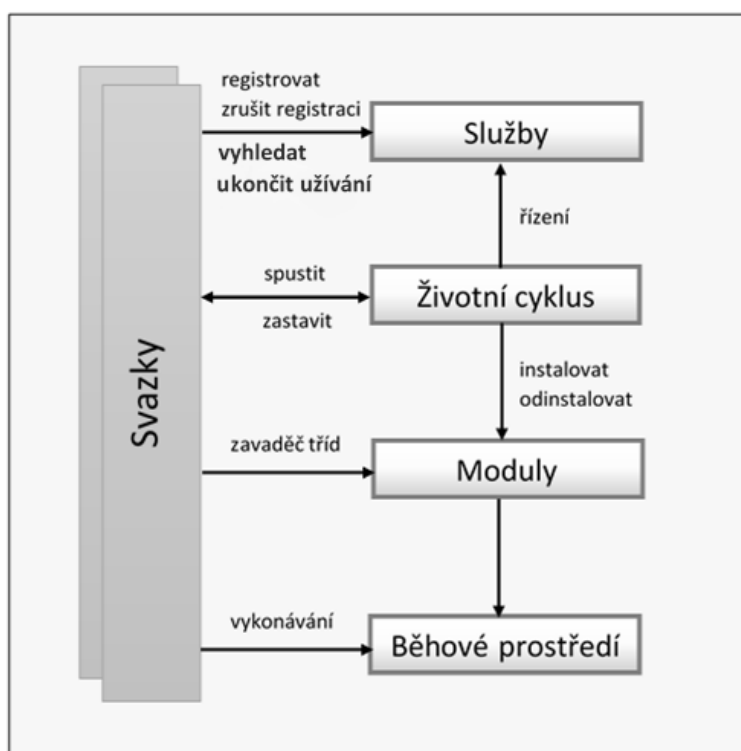 registrovat
zrušit registraci
vyhledat
ukončit užívání
Služby
řízení
spustit
zastavit
Životní cyklus
instalovat
odinstalovat
Svazky
zavaděč tříd
Moduly
vykonávání
Běhové prostředí